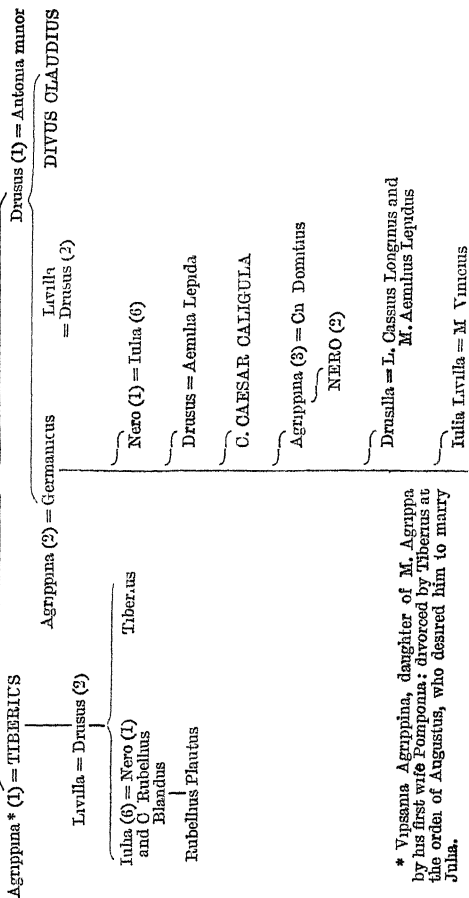 Agrippina * (1) = TIBERIUS
Drusus (1) = Antonia minor
Livilla = Drusus (2)
Agrippina (2) = Germanicus
Livilla
= Drusus (2)
DIVUS CLAUDIUS
Iulia (6) = Nero (1)
and C Rubellius
Blandus
Tiberius
Rubellius Plautus
Nero (1) = Iulia (6)
Drusus = Aemilia Lepida
C. CAESAR CALIGULA
Agrippina (3) = Cn Domitius
NERO (2)
Drusilla = L. Cassius Longinus and
M. Aemilius Lepidus
Iulia Livilla = M Vinicius
* Vipsania Agrippina, daughter of M. Agrippa
by his first wife Pomponia: divorced by Tiberius at
the order of Augustus, who desired him to marry
Julia.